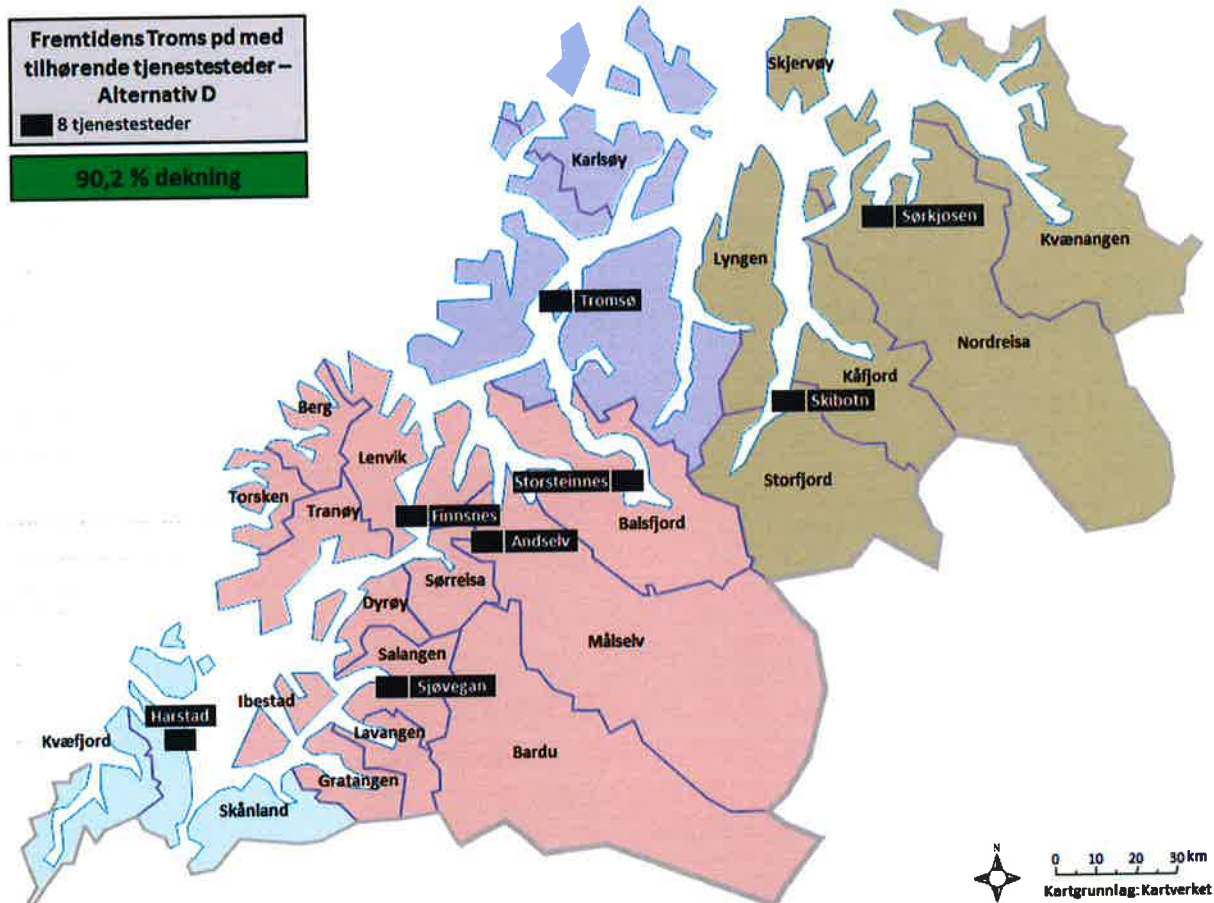 Fremtidens Troms pd med
tilhørende tjenestesteder –
Alternativ D
8 tjenestesteder
90,2 % dekning
Skjervøy
Karlsøy
Sørkjosen
Kvænangen
Lyngen
Tromsø
Nordreisa
Kåfjord
Skibotn
Berg
Lenvik
Storfjord
Storsteinnes
Torsken
Tranøy
Finnsnes
Balsfjord
Andselv
Sørreisa
Dyrøy
Målselv
Salangen
Sjøvegan
Ibestad
Harstad
Kvæfjord
Lavangen
Bardu
Gratangen
Skånland
N
0 10 20 30 km
Kartgrunnlag: Kartverket